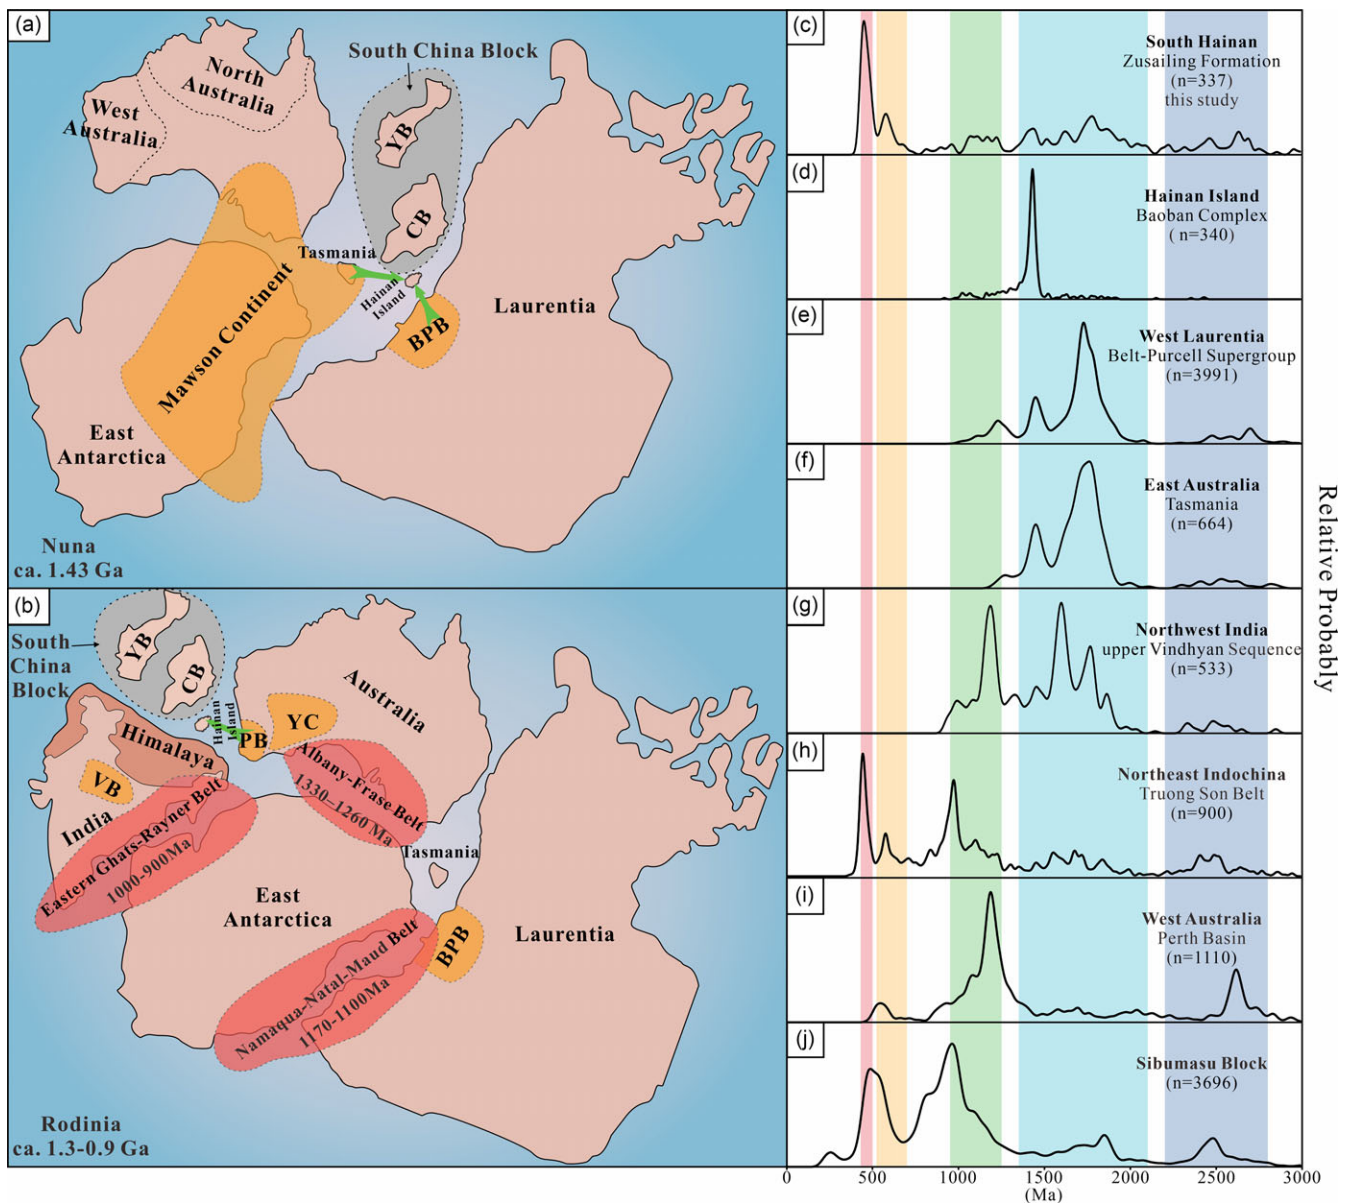 (a)
South China Block
North
Australia
West
Australia
YB
CB
Tasmania
Hainan
Island
Mawson Continent
BPB
Laurentia
East
Antarctica
Nuna
ca. 1.43 Ga
(b)
South
China
Block
YB
CB
Hainan
Island
Himalaya
PB
YC
Australia
VB
India
Albany-Frase Belt
1330-1260 Ma
Eastern Ghats-Rayner Belt
1000-900Ma
Tasmania
East
Antarctica
Laurentia
BPB
Namaqua-Natal-Maud Belt
1170-1100Ma
Rodinia
ca. 1.3-0.9 Ga
(c)
South Hainan
Zusailing Formation
(n=337)
this study
(d)
Hainan Island
Baoban Complex
( n=340)
(e)
West Laurentia
Belt-Purcell Supergroup
(n=3991)
(f)
East Australia
Tasmania
(n=664)
(g)
Northwest India
upper Vindhyan Sequence
(n=533)
(h)
Northeast Indochina
Truong Son Belt
(n=900)
(i)
West Australia
Perth Basin
(n=1110)
(j)
Sibumasu Block
(n=3696)
0 500 1000 1500 2000 2500 3000
(Ma)
Relative Probably